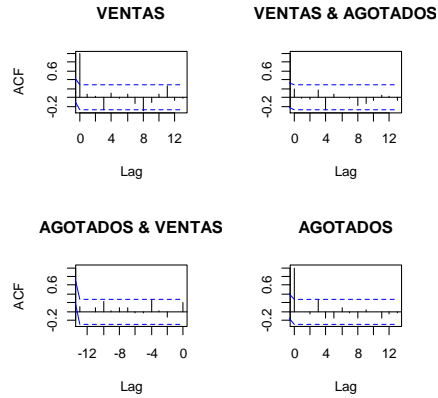 VENTAS
ACF
0.6
-0.2
0 4 8 12
Lag
VENTAS & AGOTADOS
0.6
-0.2
0 4 8 12
Lag
AGOTADOS & VENTAS
ACF
0.6
-0.2
-12 -8 -4 0
Lag
AGOTADOS
0.6
-0.2
0 4 8 12
Lag